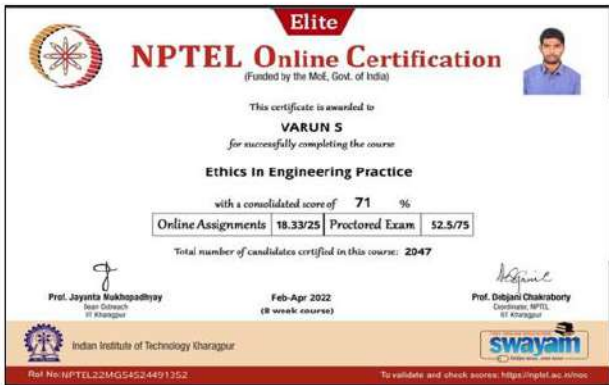 Elite
NPTEL Online Certification
(Funded by the MoE, Govt. of India)
This certificate is awarded to
VARUN S
for successfully completing the course
Ethics In Engineering Practice
with a consolidated score of 71 %
Online Assignments 18.33/25 Proctored Exam 52.5/75
Total number of candidates certified in this course: 2047
Prof. Jayanta Mukhopadhyay
Dean Outreach
IIT Kharagpur
Feb-Apr 2022
(8 week course)
Prof. Debjani Chakraborty
Coordinator, NPTEL
IIT Kharagpur
Indian Institute of Technology Kharagpur
swayam
Roll No:NPTEL22MG54S24491352
To validate and check scores: https://nptel.ac.in/noc